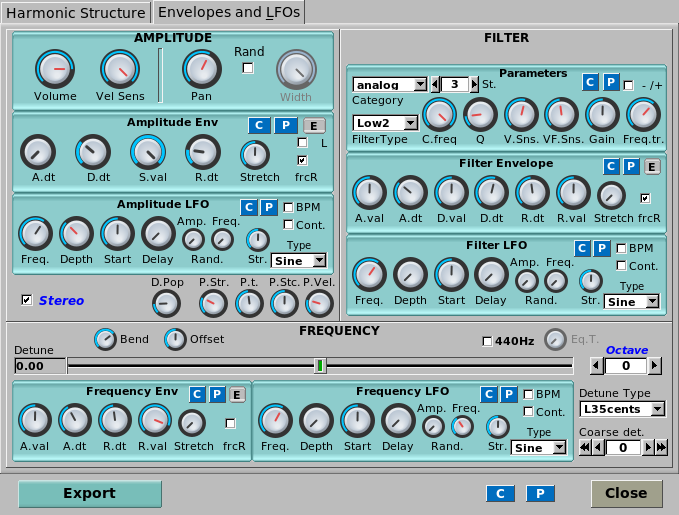 Harmonic Structure
Envelopes and LFOs
AMPLITUDE
Rand
Volume Vel Sens Pan Width
Amplitude Env C P E
L
A.dt D.dt S.val R.dt Stretch frcR
Amplitude LFO C P BPM
Cont.
Amp. Freq.
Type
Freq. Depth Start Delay Rand. Str. Sine
Stereo
D.Pop P.Str. P.t. P.Stc. P.Vel.
FILTER
Parameters
analog 3 St. C P - /+
Category
Low2
FilterType C.freq Q V.Sns. VF.Sns. Gain Freq.tr.
Filter Envelope C P E
A.val A.dt D.val D.dt R.dt R.val Stretch frcR
Filter LFO C P BPM
Cont.
Amp. Freq.
Type
Freq. Depth Start Delay Rand. Str. Sine
FREQUENCY
Bend Offset 440Hz Eq.T.
Detune Octave
0.00 0
Frequency Env C P E
A.val A.dt R.dt R.val Stretch frcR
Frequency LFO C P BPM
Cont.
Amp. Freq.
Type
Freq. Depth Start Delay Rand. Str. Sine
Detune Type
L35cents
Coarse det.
0
Export C P Close